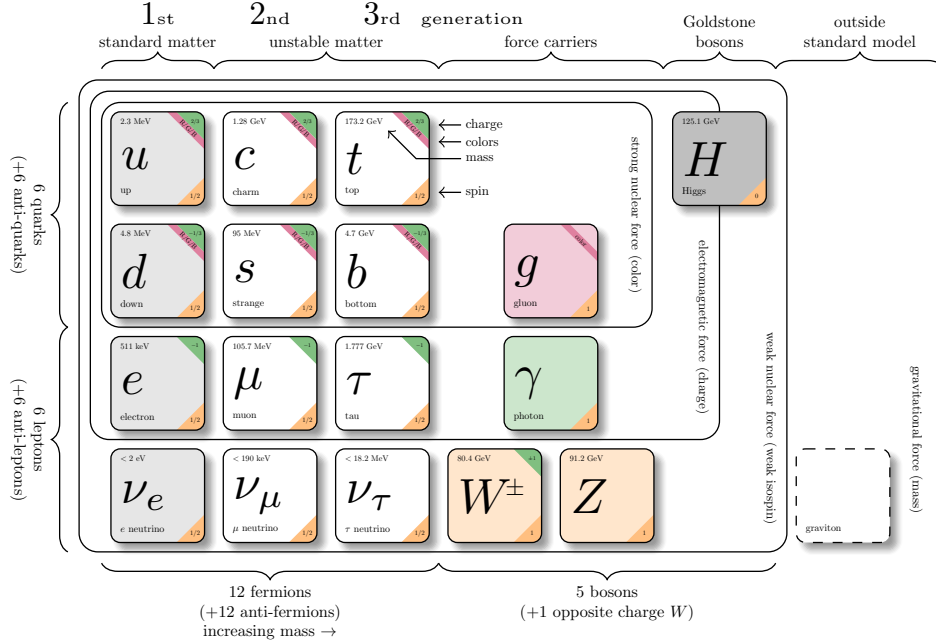 1st 2nd 3rd generation
standard matter unstable matter force carriers
Goldstone
bosons
outside
standard model
6 quarks
(+6 anti-quarks)
6 leptons
(+6 anti-leptons)
2.3 MeV 2/3
R/G/B
u
up 1/2
1.28 GeV 2/3
R/G/B
c
charm 1/2
173.2 GeV 2/3
R/G/B
t
top 1/2
charge
colors
mass
spin
125.1 GeV
H
Higgs 0
4.8 MeV −1/3
R/G/B
d
down 1/2
95 MeV −1/3
R/G/B
s
strange 1/2
4.7 GeV −1/3
R/G/B
b
bottom 1/2
color
g
gluon 1
511 keV −1
e
electron 1/2
105.7 MeV −1
μ
muon 1/2
1.777 GeV −1
τ
tau 1/2
γ
photon 1
< 2 eV
νe
e neutrino 1/2
< 190 keV
νμ
μ neutrino 1/2
< 18.2 MeV
ντ
τ neutrino 1/2
80.4 GeV ±1
W±
1
91.2 GeV
Z
1
graviton
strong nuclear force (color)
electromagnetic force (charge)
weak nuclear force (weak isospin)
gravitational force (mass)
12 fermions
(+12 anti-fermions)
increasing mass →
5 bosons
(+1 opposite charge W)